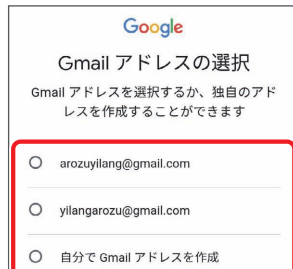 Google
Gmail アドレスの選択
Gmail アドレスを選択するか、独自のアド
レスを作成することができます
arozuyilang@gmail.com
yilangarozu@gmail.com
自分で Gmail アドレスを作成